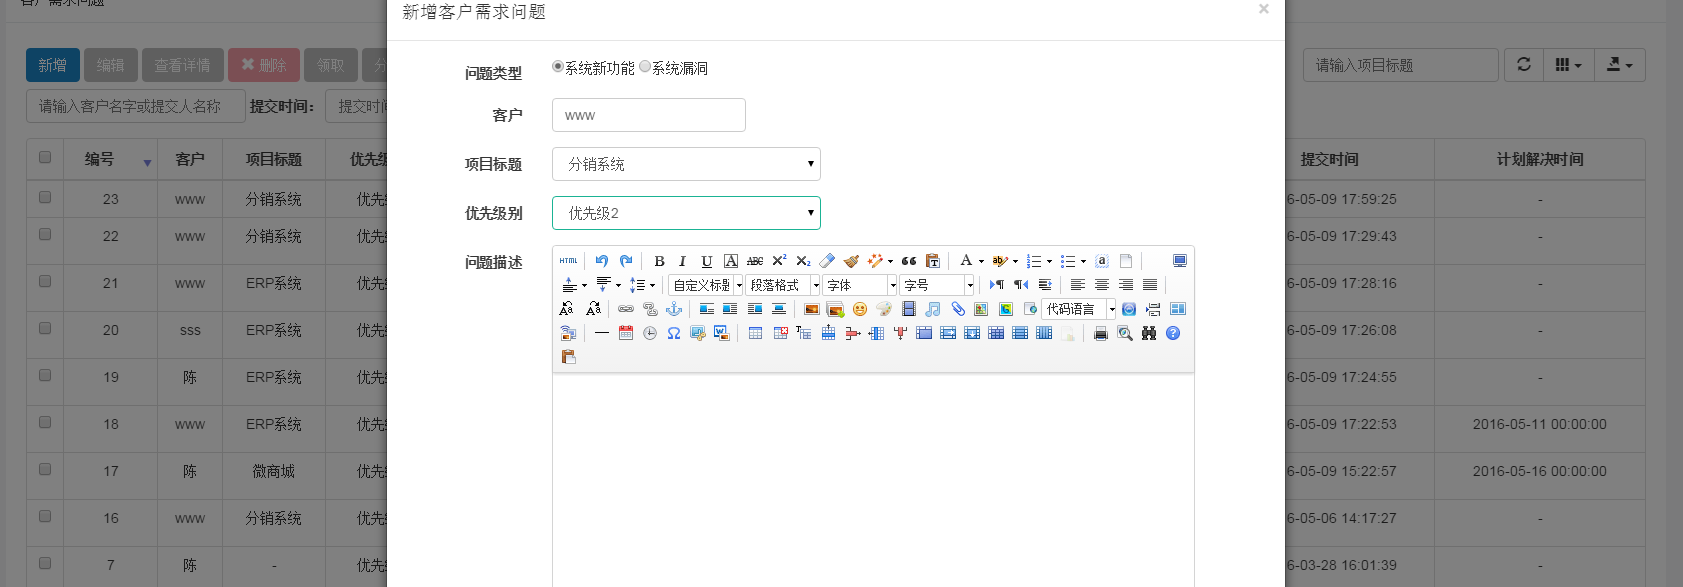 客户需求问题
新增客户需求问题
×
新增 编辑 查看详情 删除 领取 分
请输入项目标题
请输入客户名字或提交人名称 提交时间： 提交时间
问题类型 系统新功能 系统漏洞
客户 www
项目标题 分销系统
优先级别 优先级2
问题描述
HTML B I U A ABC X² X₂ A
自定义标题 段落格式 字体 字号
代码语言
编号 客户 项目标题 优先级 提交时间 计划解决时间
23 www 分销系统 优先 6-05-09 17:59:25 -
22 www 分销系统 优先 6-05-09 17:29:43 -
21 www ERP系统 优先 6-05-09 17:28:16 -
20 sss ERP系统 优先 6-05-09 17:26:08 -
19 陈 ERP系统 优先 6-05-09 17:24:55 -
18 www ERP系统 优先 6-05-09 17:22:53 2016-05-11 00:00:00
17 陈 微商城 优先 6-05-09 15:22:57 2016-05-16 00:00:00
16 www 分销系统 优先 6-05-06 14:17:27 -
7 陈 - 优先 6-03-28 16:01:39 -